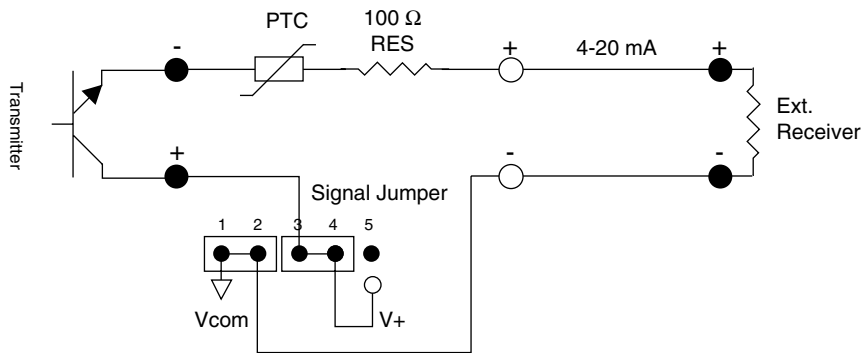 PTC
100 Ω
RES
-
+
4-20 mA
+
Transmitter
Ext.
Receiver
+
-
-
Signal Jumper
1 2 3 4 5
Vcom
V+